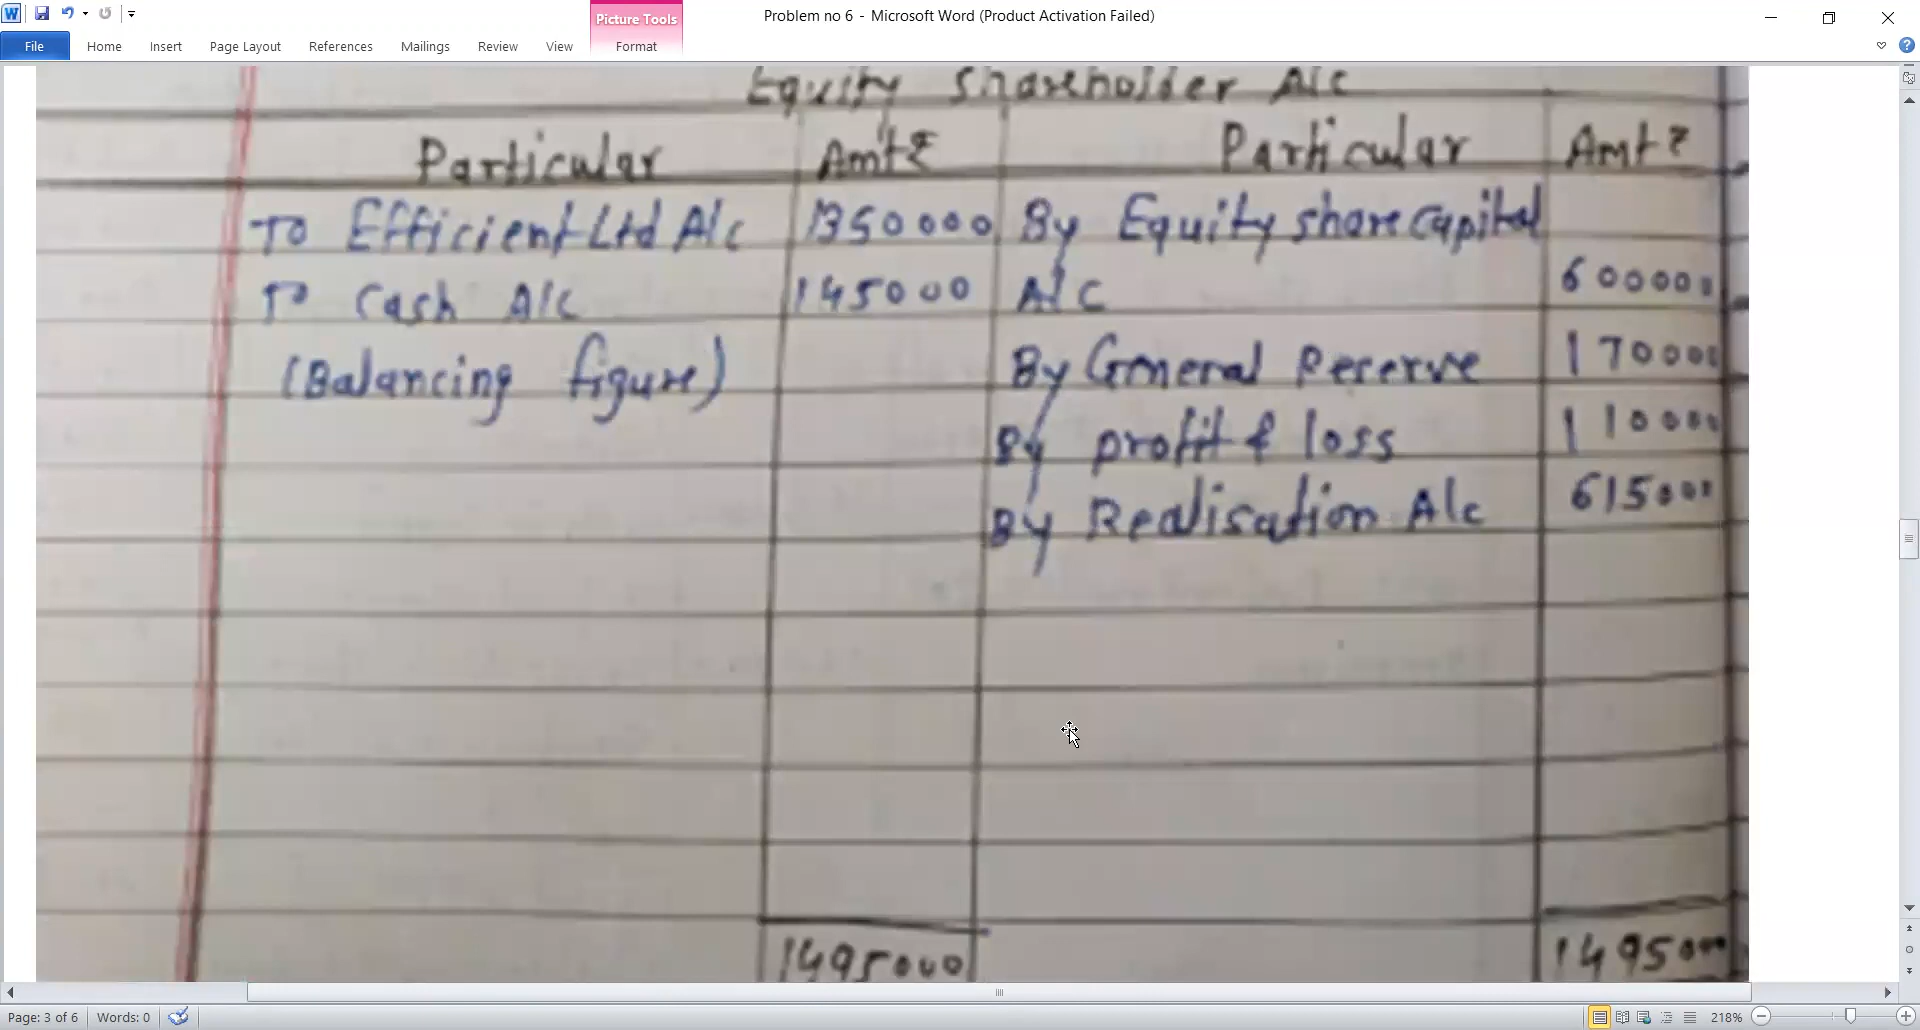 Picture Tools
Problem no 6 - Microsoft Word (Product Activation Failed)
File Home Insert Page Layout References Mailings Review View Format
Equity Shareholder A/c
Particular Amt₹ Particular Amt₹
To Efficient Ltd A/c 1350000 By Equity share capital
To Cash A/c 145000 A/c 600000
(Balancing figure) By General Reserve 170000
By profit & loss 110000
By Realisation A/c 615000
1495000 1495000
Page: 3 of 6 Words: 0 218%